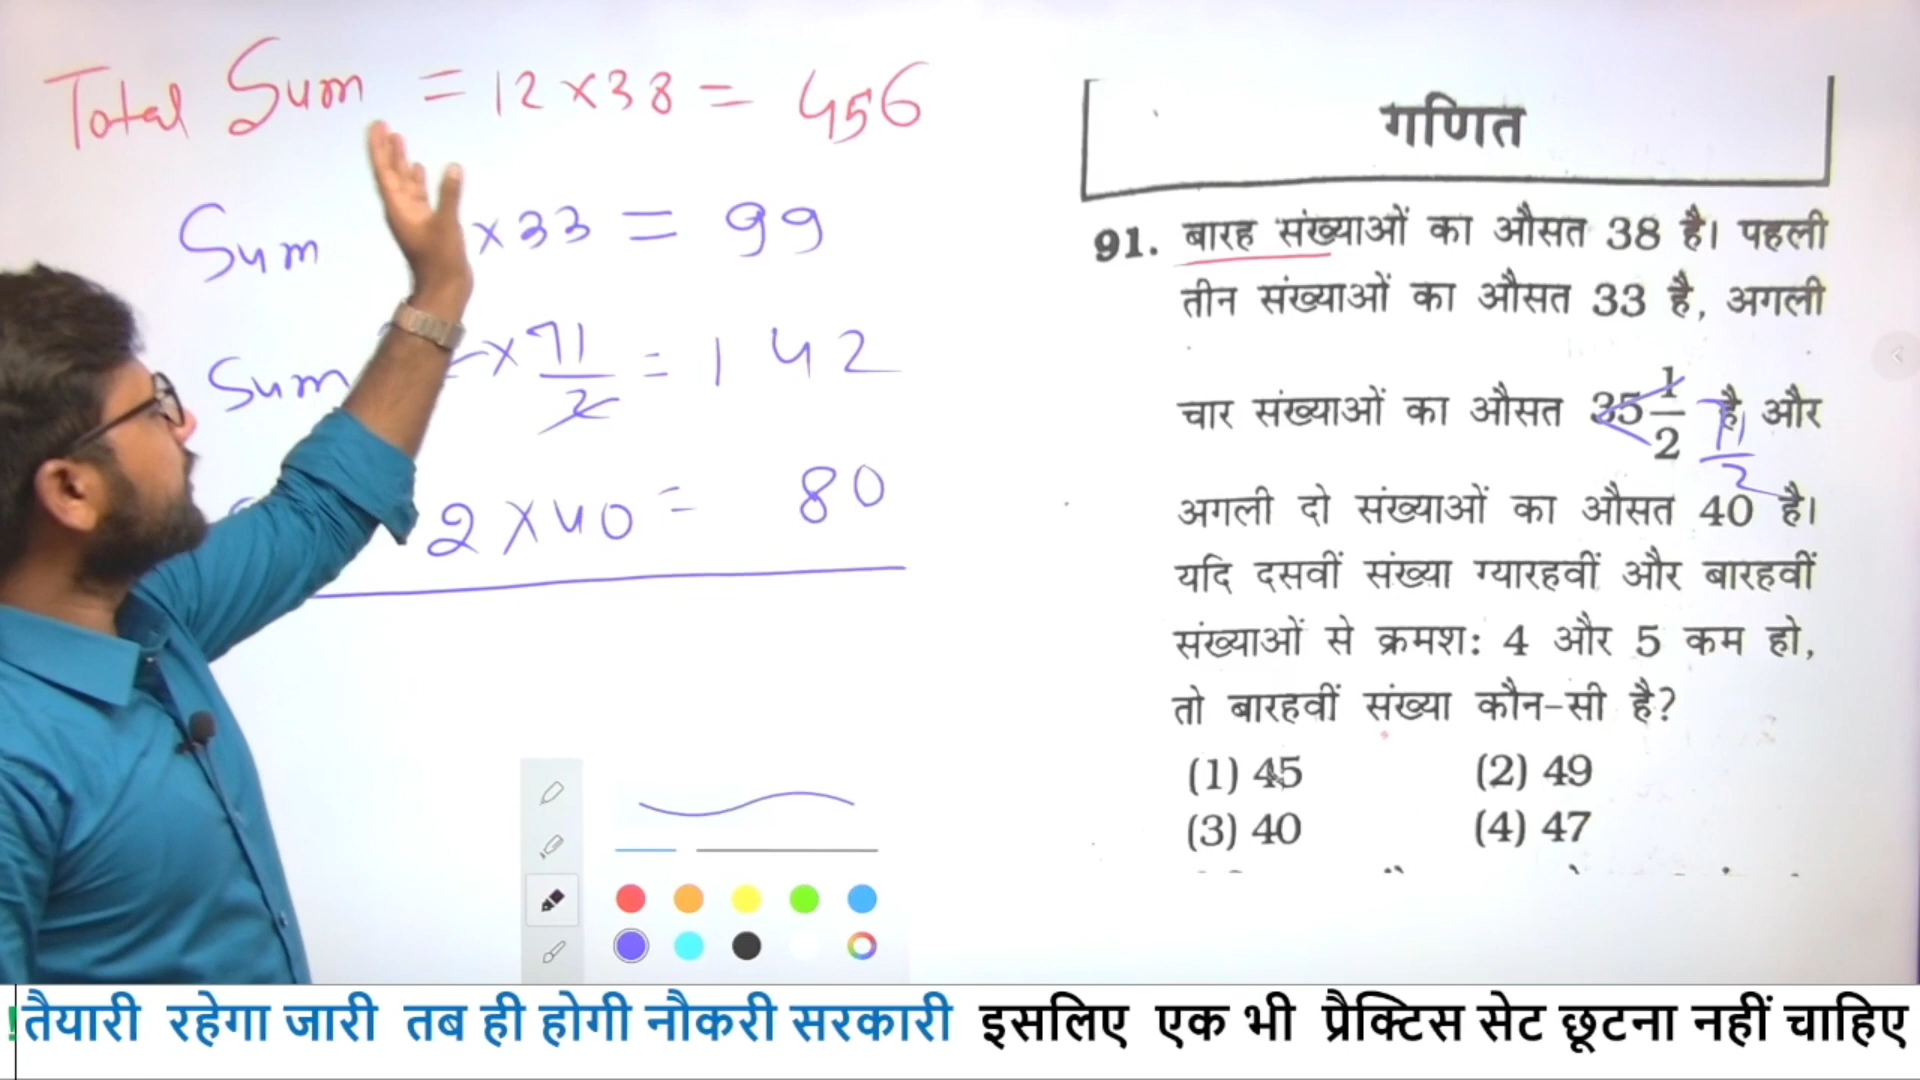 Total Sum = 12 × 38 = 456
Sum × 33 = 99
Sum × 71/2 = 142
2 × 40 = 80
गणित
91. बारह संख्याओं का औसत 38 है। पहली
तीन संख्याओं का औसत 33 है, अगली
चार संख्याओं का औसत 35 1/2 है और
71/2
अगली दो संख्याओं का औसत 40 है।
यदि दसवीं संख्या ग्यारहवीं और बारहवीं
संख्याओं से क्रमश: 4 और 5 कम हो,
तो बारहवीं संख्या कौन-सी है?
(1) 45 (2) 49
(3) 40 (4) 47
तैयारी रहेगा जारी तब ही होगी नौकरी सरकारी इसलिए एक भी प्रैक्टिस सेट छूटना नहीं चाहिए